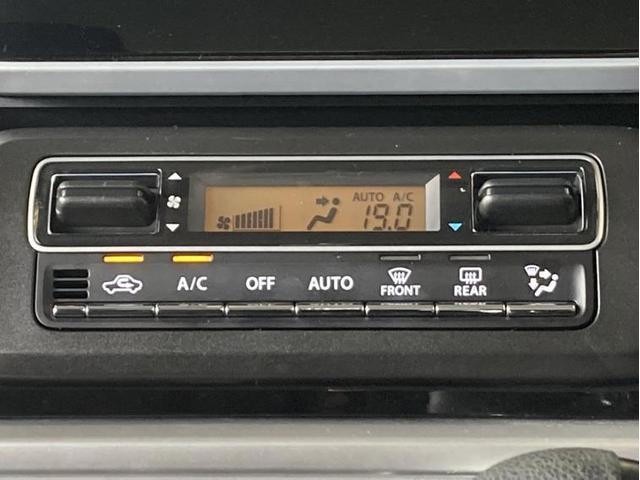 AUTO A/C
19.0
A/C OFF AUTO FRONT REAR